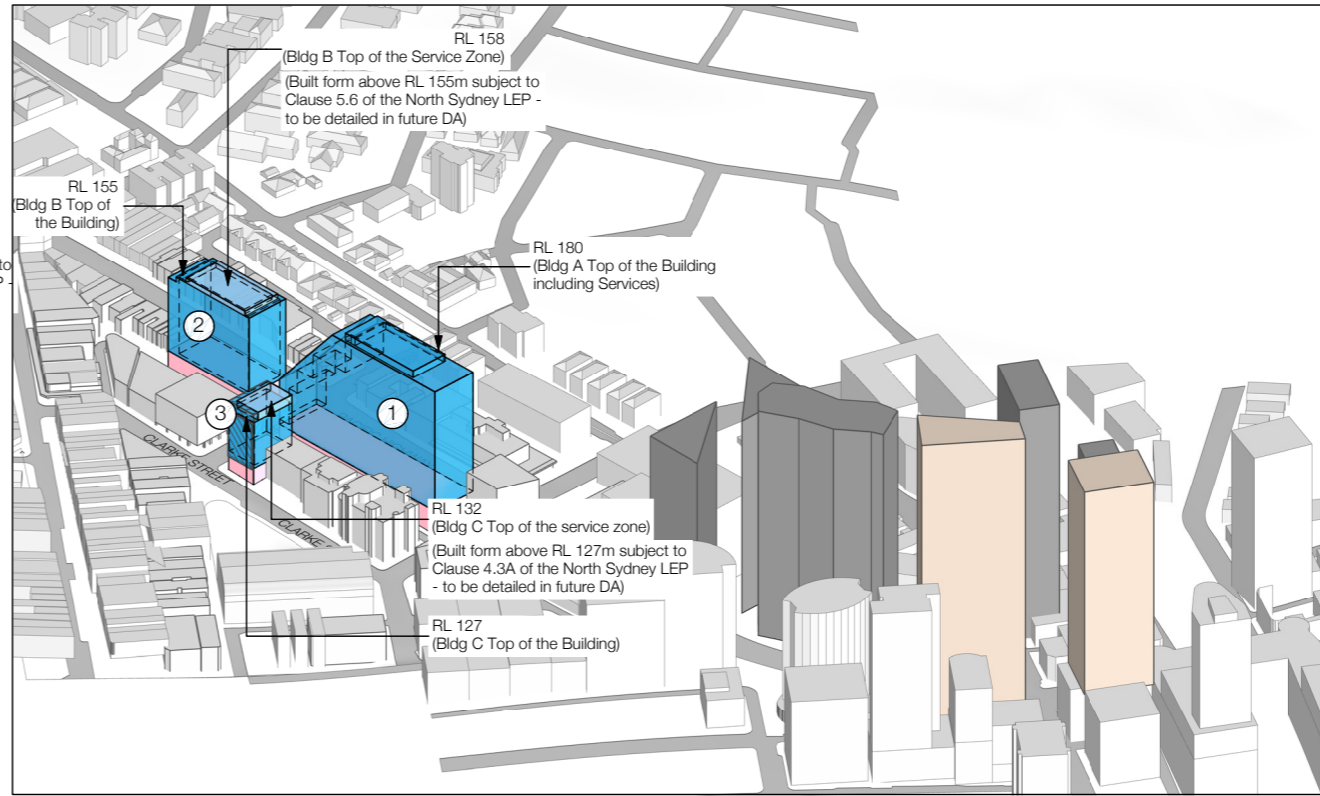 RL 158
(Bldg B Top of the Service Zone)
(Built form above RL 155m subject to
Clause 5.6 of the North Sydney LEP -
to be detailed in future DA)
RL 155
(Bldg B Top of
the Building)
to
P -
RL 180
(Bldg A Top of the Building
including Services)
2
3
1
CLARKE STREET
CLARKE S
RL 132
(Bldg C Top of the service zone)
(Built form above RL 127m subject to
Clause 4.3A of the North Sydney LEP
- to be detailed in future DA)
RL 127
(Bldg C Top of the Building)